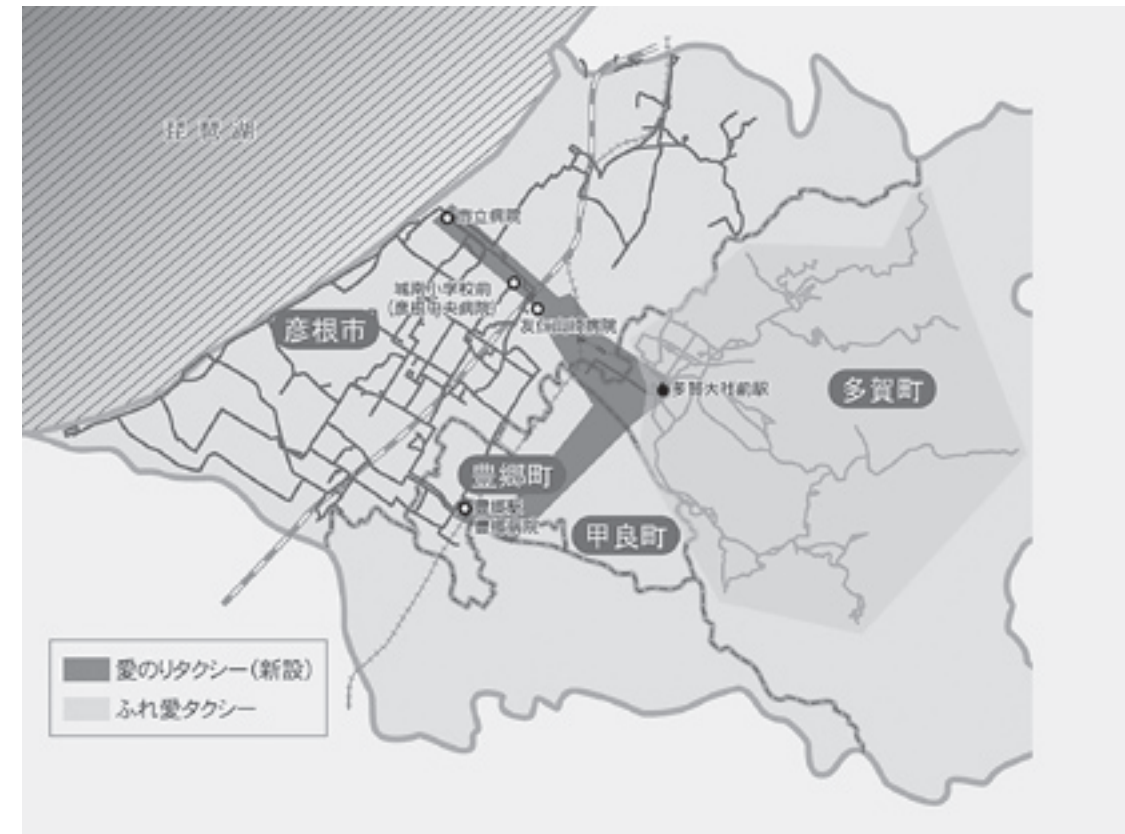 琵琶湖
市立病院
城南小学校前
(彦根中央病院)
友仁山崎病院
彦根市
多賀大社前駅
多賀町
豊郷町
豊郷駅
豊郷病院
甲良町
愛のりタクシー(新設)
ふれ愛タクシー